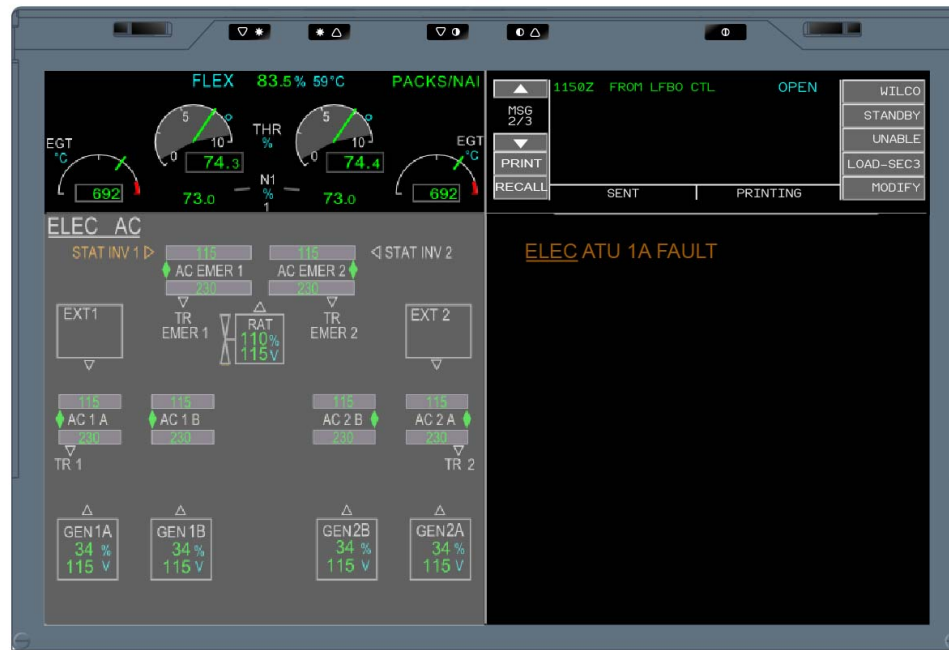 FLEX 83.5% 59°C PACKS/NAI
EGT
°C
692
5
10
0
74.3
73.0
THR
%
N1
%
1
5
10
0
74.4
73.0
EGT
°C
692
MSG
2/3
PRINT
RECALL
1150Z FROM LFBO CTL OPEN
SENT PRINTING
WILCO
STANDBY
UNABLE
LOAD-SEC3
MODIFY
ELEC AC
STAT INV 1 115 115 STAT INV 2
AC EMER 1 AC EMER 2
230 230
TR EMER 1
TR EMER 2
EXT1
RAT
110%
115V
EXT 2
115 115 115 115
AC 1 A AC 1 B AC 2 B AC 2 A
230 230 230 230
TR 1 TR 2
GEN1A GEN1B GEN2B GEN2A
34 % 34 % 34 % 34 %
115 V 115 V 115 V 115 V
ELEC ATU 1A FAULT